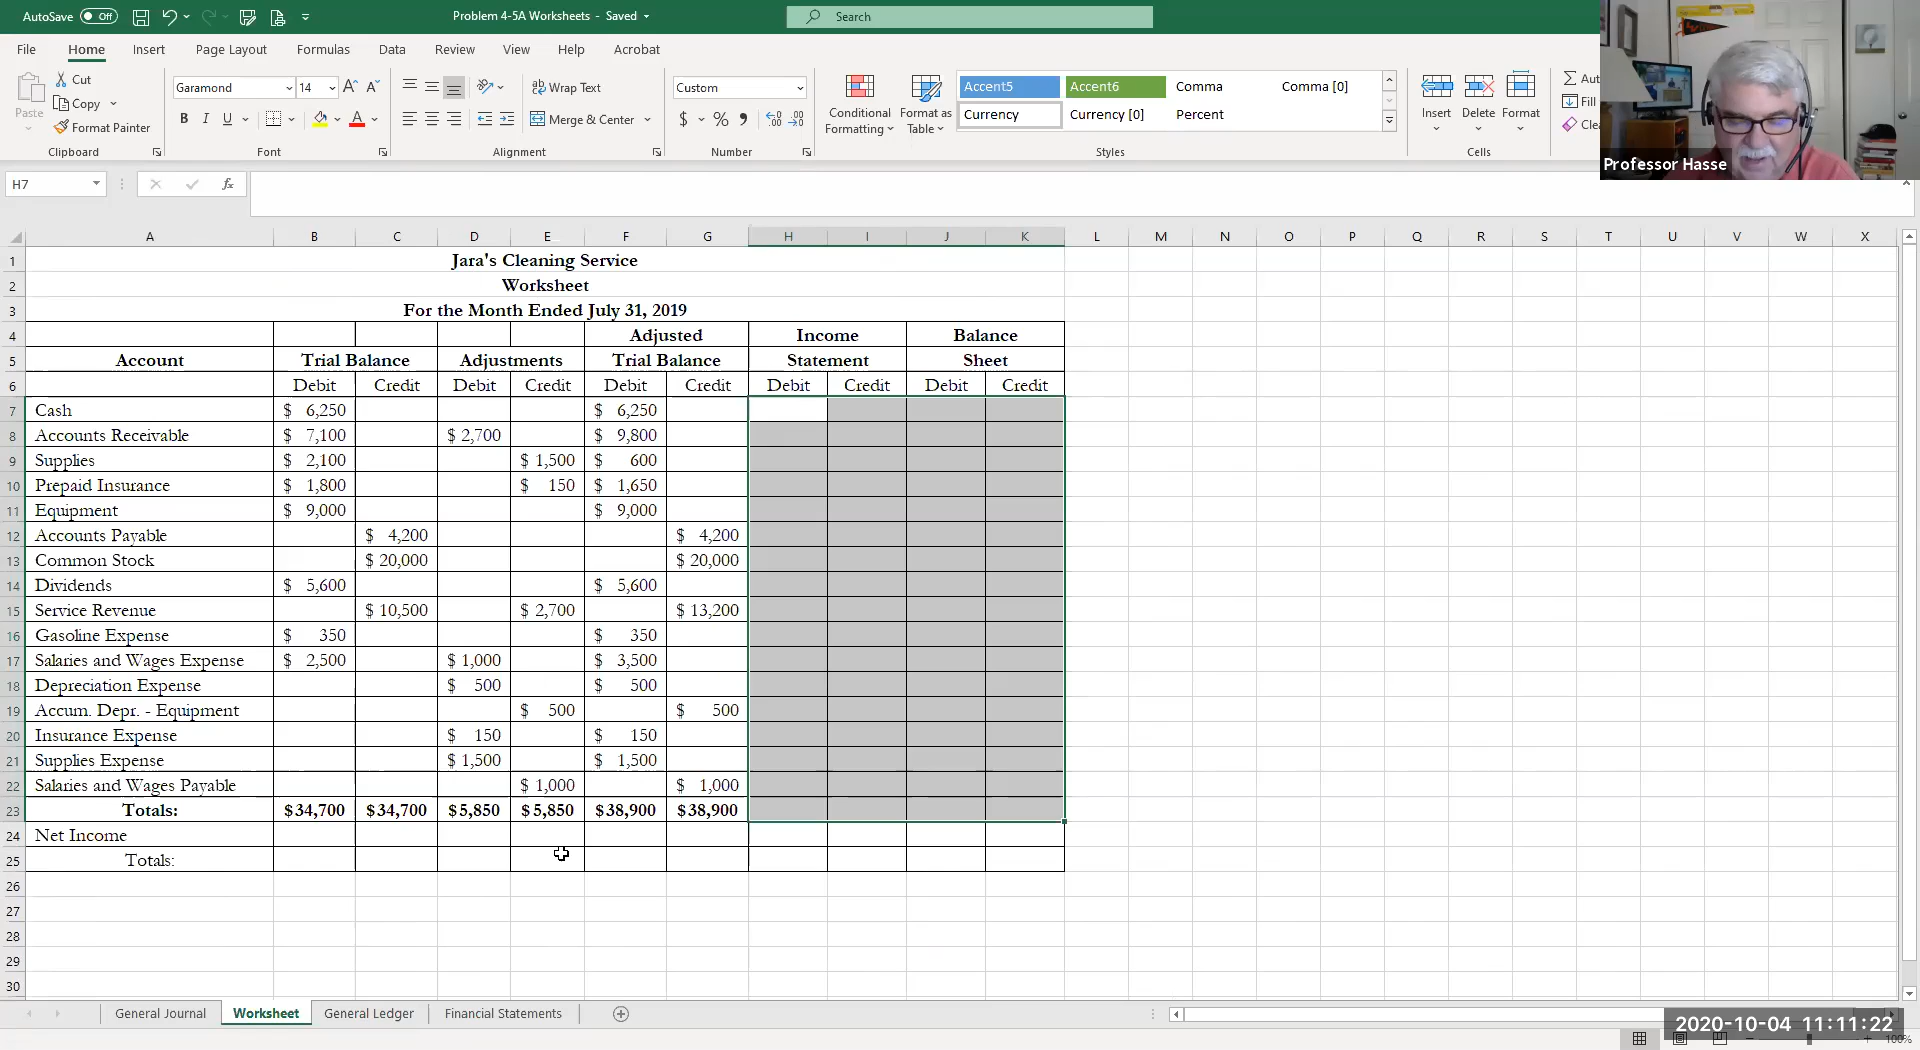 AutoSave Off
Problem 4-5A Worksheets - Saved
Search
File Home Insert Page Layout Formulas Data Review View Help Acrobat
Paste
Cut
Copy
Format Painter
Clipboard
Garamond 14 A A
B I U A
Font
Wrap Text
Merge & Center
Alignment
Custom
$ % 9
Number
Conditional Formatting
Format as Table
Accent5 Accent6 Comma Comma [0]
Currency Currency [0] Percent
Styles
Insert Delete Format
Cells
Fill
Professor Hasse
H7 fx
A B C D E F G H I J K L M N O P Q R S T U V W X
1 Jara's Cleaning Service
2 Worksheet
3 For the Month Ended July 31, 2019
4 Adjusted Income Balance
5 Account Trial Balance Adjustments Trial Balance Statement Sheet
6 Debit Credit Debit Credit Debit Credit Debit Credit Debit Credit
7 Cash $ 6,250 $ 6,250
8 Accounts Receivable $ 7,100 $ 2,700 $ 9,800
9 Supplies $ 2,100 $ 1,500 $ 600
10 Prepaid Insurance $ 1,800 $ 150 $ 1,650
11 Equipment $ 9,000 $ 9,000
12 Accounts Payable $ 4,200 $ 4,200
13 Common Stock $ 20,000 $ 20,000
14 Dividends $ 5,600 $ 5,600
15 Service Revenue $ 10,500 $ 2,700 $ 13,200
16 Gasoline Expense $ 350 $ 350
17 Salaries and Wages Expense $ 2,500 $ 1,000 $ 3,500
18 Depreciation Expense $ 500 $ 500
19 Accum. Depr. - Equipment $ 500 $ 500
20 Insurance Expense $ 150 $ 150
21 Supplies Expense $ 1,500 $ 1,500
22 Salaries and Wages Payable $ 1,000 $ 1,000
23 Totals: $34,700 $34,700 $5,850 $5,850 $38,900 $38,900
24 Net Income
25 Totals:
26
27
28
29
30
General Journal Worksheet General Ledger Financial Statements
2020-10-04 11:11:22
100%